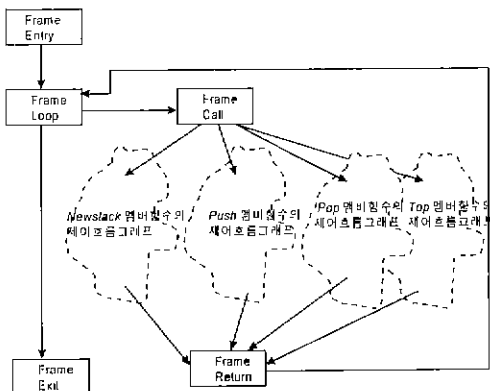 Frame
Entry
Frame
Loop
Frame
Call
Newstack 멤버함수의
제어흐름그래프
Push 멤버함수의
제어흐름그래프
Pop 멤버함수의
제어흐름그래프
Top 멤버함수의
제어흐름그래프
Frame
Exit
Frame
Return